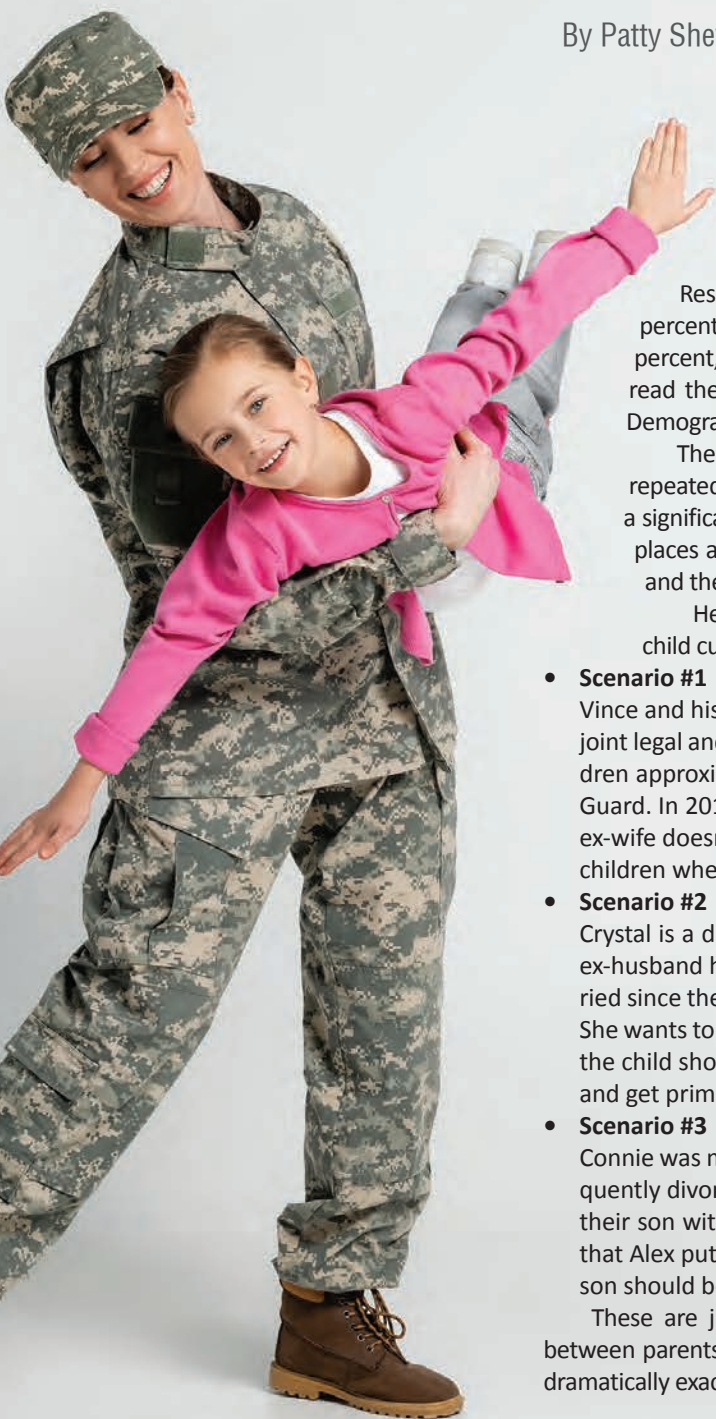 By Patty She
Res
percent
percent,
read the
Demogra
The
repeated
a significa
places a
and the
He
child cu
• Scenario #1
Vince and his
joint legal and
dren approxi
Guard. In 201
ex-wife doesn
children whe
• Scenario #2
Crystal is a d
ex-husband h
ried since the
She wants to
the child sho
and get prim
• Scenario #3
Connie was n
quently divor
their son wit
that Alex put
son should b
These are j
between parents
dramatically exac